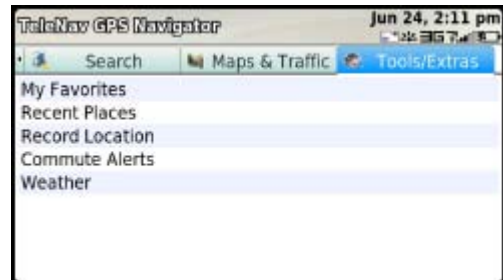 TeleNav GPS Navigator
Jun 24, 2:11 pm
3G
Search Maps & Traffic Tools/Extras
My Favorites
Recent Places
Record Location
Commute Alerts
Weather